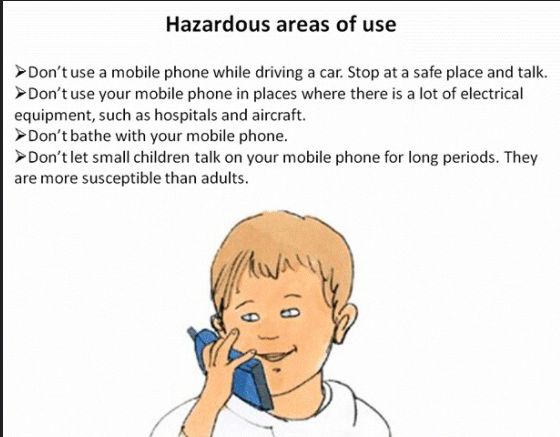 Hazardous areas of use
➢Don't use a mobile phone while driving a car. Stop at a safe place and talk.
➢Don't use your mobile phone in places where there is a lot of electrical
equipment, such as hospitals and aircraft.
➢Don't bathe with your mobile phone.
➢Don't let small children talk on your mobile phone for long periods. They
are more susceptible than adults.